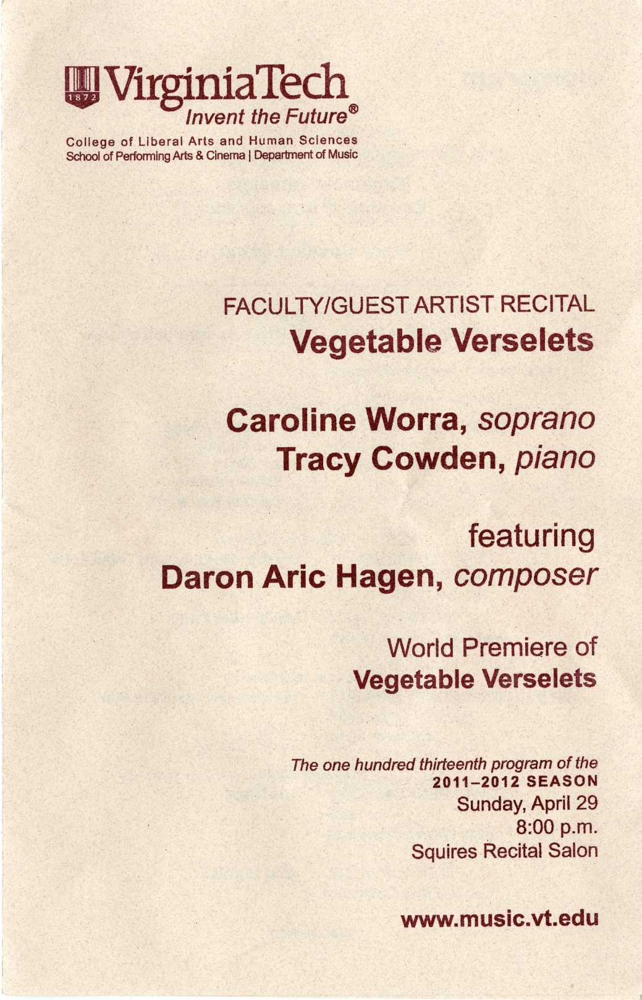 1872
VirginiaTech
Invent the Future®
College of Liberal Arts and Human Sciences
School of Performing Arts & Cinema | Department of Music
FACULTY/GUEST ARTIST RECITAL
Vegetable Verselets
Caroline Worra, soprano
Tracy Cowden, piano
featuring
Daron Aric Hagen, composer
World Premiere of
Vegetable Verselets
The one hundred thirteenth program of the
2011–2012 SEASON
Sunday, April 29
8:00 p.m.
Squires Recital Salon
www.music.vt.edu